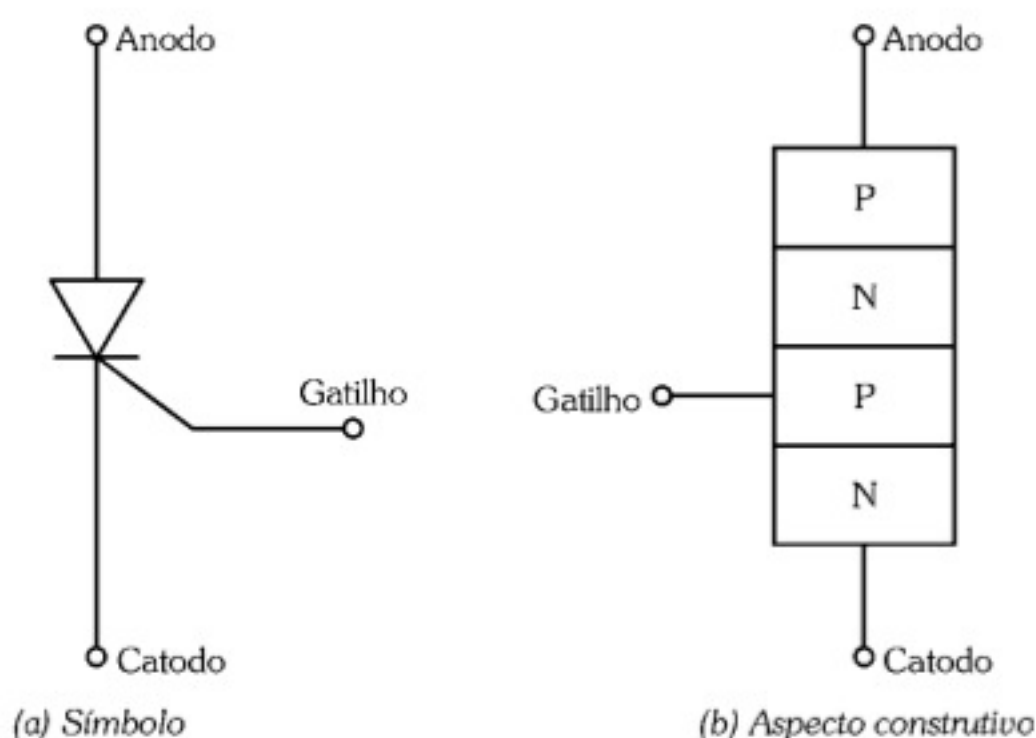 Anodo
Catodo
Gatilho
(a) Símbolo
Anodo
P
N
P
N
Gatilho
Catodo
(b) Aspecto construtivo